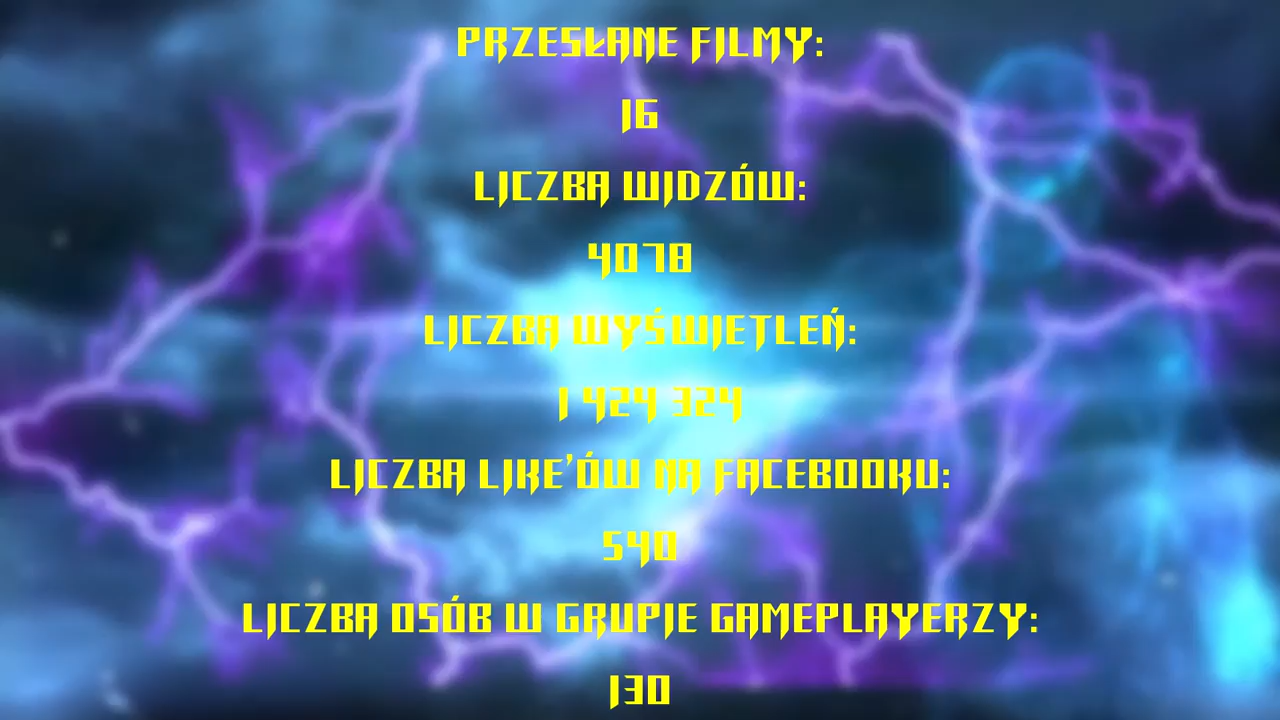 PRZESŁANE FILMY:
16
LICZBA WIDZÓW:
4078
LICZBA WYŚWIETLEŃ:
1 424 324
LICZBA LIKE'ÓW NA FACEBOOKU:
540
LICZBA OSÓB W GRUPIE GAMEPLAYERZY:
130